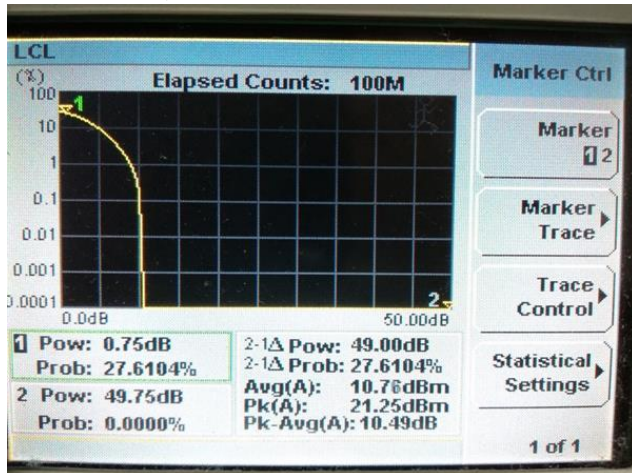 LCL
(%)
Elapsed Counts: 100M
100
1
10
1
0.1
0.01
0.001
0.0001
2
0.0dB
50.00dB
1 Pow: 0.75dB
Prob: 27.6104%
2 Pow: 49.75dB
Prob: 0.0000%
2-1Δ Pow: 49.00dB
2-1Δ Prob: 27.6104%
Avg(A): 10.76dBm
Pk(A): 21.25dBm
Pk-Avg(A): 10.49dB
Marker Ctrl
Marker
1 2
Marker
Trace
Trace
Control
Statistical
Settings
1 of 1